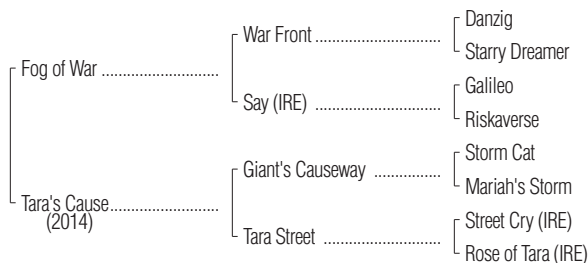 Danzig
War Front ........................................
Starry Dreamer
Fog of War ..................................
Galileo
Say (IRE) ........................................
Riskaverse
Storm Cat
Giant's Causeway ......................
Mariah's Storm
Tara's Cause ...............................
(2014)
Street Cry (IRE)
Tara Street ......................................
Rose of Tara (IRE)